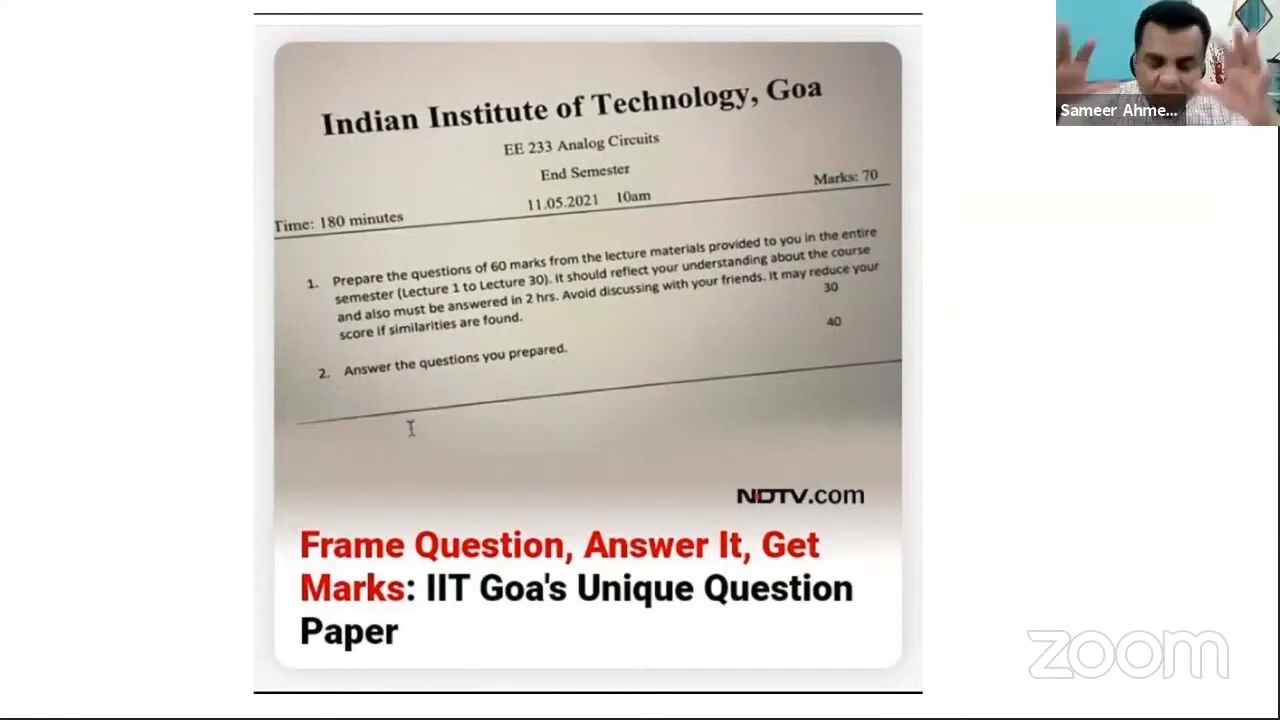 Indian Institute of Technology, Goa
EE 233 Analog Circuits
End Semester
Marks: 70
11.05.2021 10am
Time: 180 minutes
1. Prepare the questions of 60 marks from the lecture materials provided to you in the entire
semester (Lecture 1 to Lecture 30). It should reflect your understanding about the course
and also must be answered in 2 hrs. Avoid discussing with your friends. It may reduce your
score if similarities are found.
30
2. Answer the questions you prepared.
40
NDTV.com
Frame Question, Answer It, Get
Marks: IIT Goa's Unique Question
Paper
Sameer Ahme...
zoom